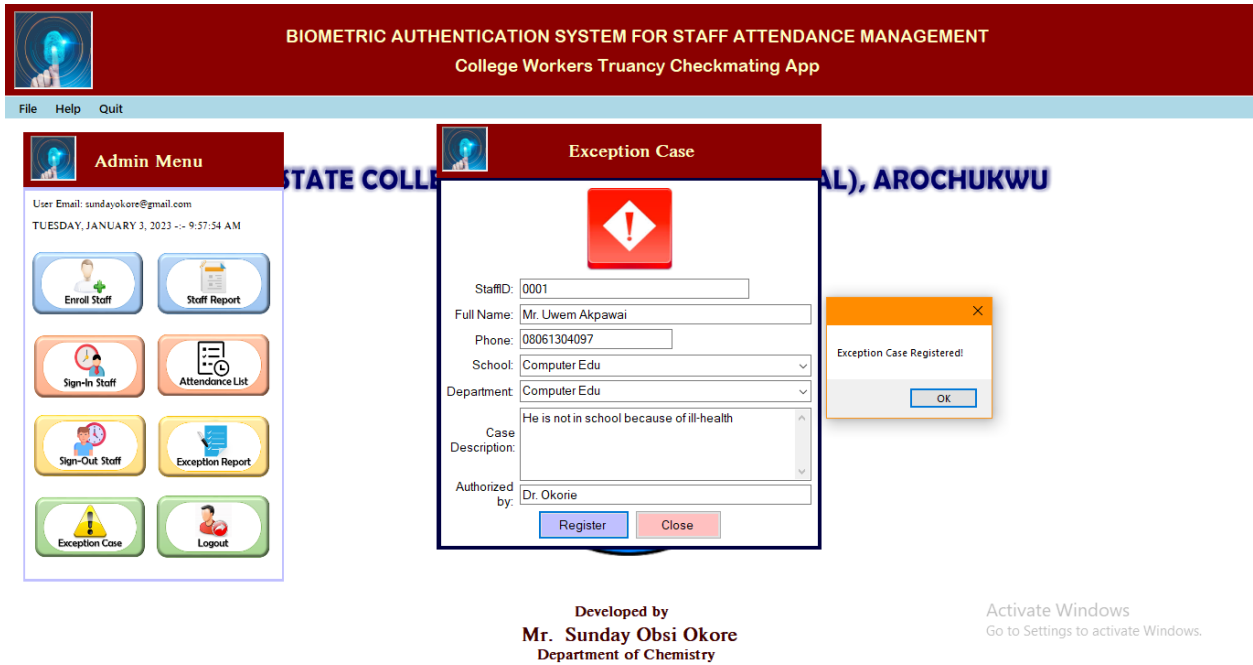 BIOMETRIC AUTHENTICATION SYSTEM FOR STAFF ATTENDANCE MANAGEMENT
College Workers Truancy Checkmating App
File Help Quit
Admin Menu
User Email: sundayokore@gmail.com
TUESDAY, JANUARY 3, 2023 -:- 9:57:54 AM
Enroll Staff
Staff Report
Sign-In Staff
Attendance List
Sign-Out Staff
Exception Report
Exception Case
Logout
STATE COLLE
AL), AROCHUKWU
Exception Case
StaffID: 0001
Full Name: Mr. Uwem Akpawai
Phone: 08061304097
School: Computer Edu
Department: Computer Edu
Case Description: He is not in school because of ill-health
Authorized by: Dr. Okorie
Register
Close
Exception Case Registered!
OK
Developed by
Mr. Sunday Obsi Okore
Department of Chemistry
Activate Windows
Go to Settings to activate Windows.